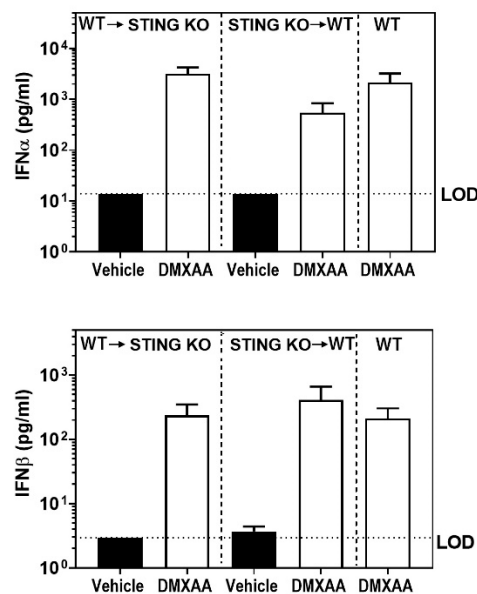 WT → STING KO STING KO → WT WT
10⁴
10³
10²
10¹
10⁰
IFNα (pg/ml)
LOD
Vehicle DMXAA Vehicle DMXAA DMXAA
WT → STING KO STING KO → WT WT
10³
10²
10¹
10⁰
IFNβ (pg/ml)
LOD
Vehicle DMXAA Vehicle DMXAA DMXAA